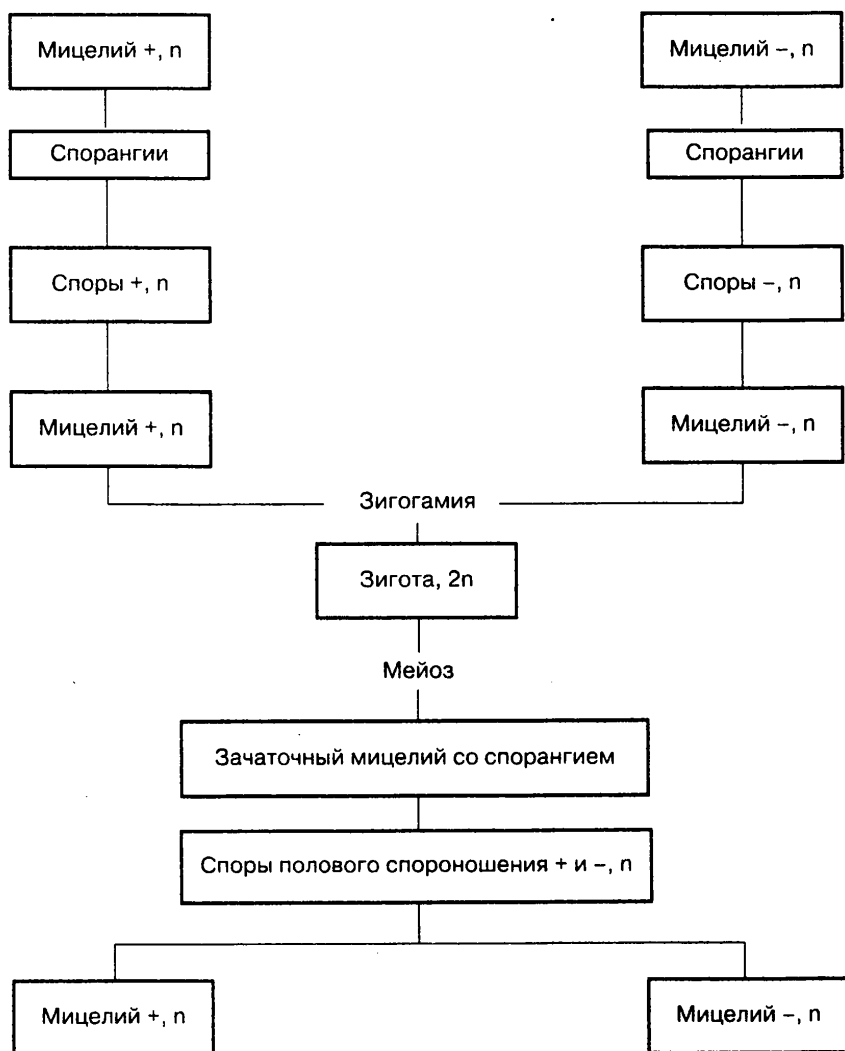 Мицелий +, n
Мицелий –, n
Спорангии
Спорангии
Споры +, n
Споры –, n
Мицелий +, n
Мицелий –, n
Зигогамия
Зигота, 2n
Мейоз
Зачаточный мицелий со спорангием
Споры полового спороношения + и –, n
Мицелий +, n
Мицелий –, n